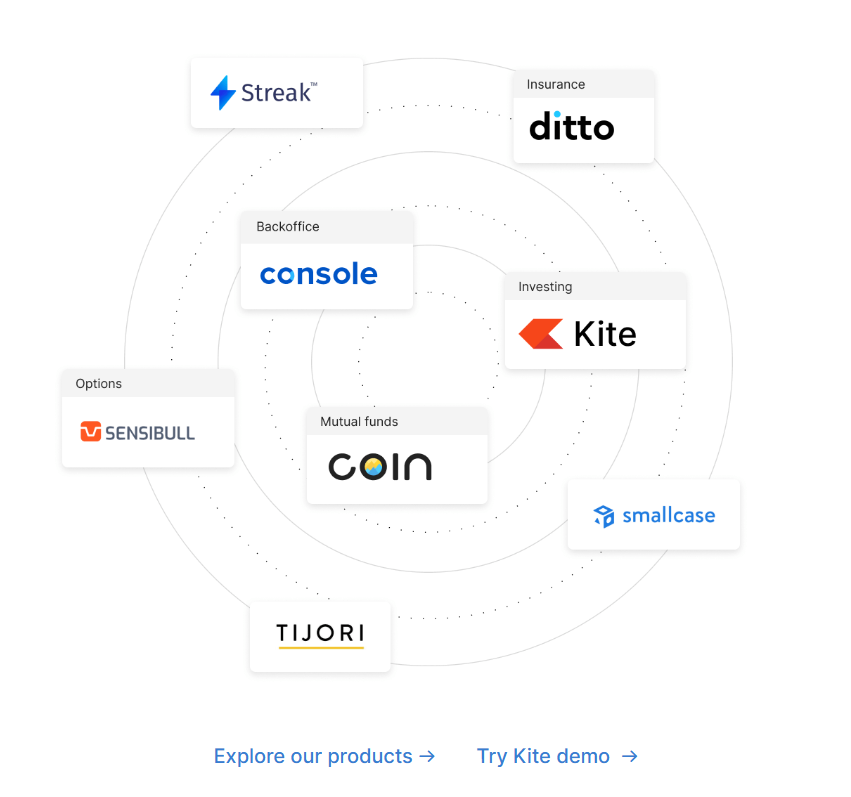 Streak™
Insurance
ditto
Backoffice
console
Investing
Kite
Options
SENSIBULL
Mutual funds
COIN
smallcase
TIJORI
Explore our products →
Try Kite demo →